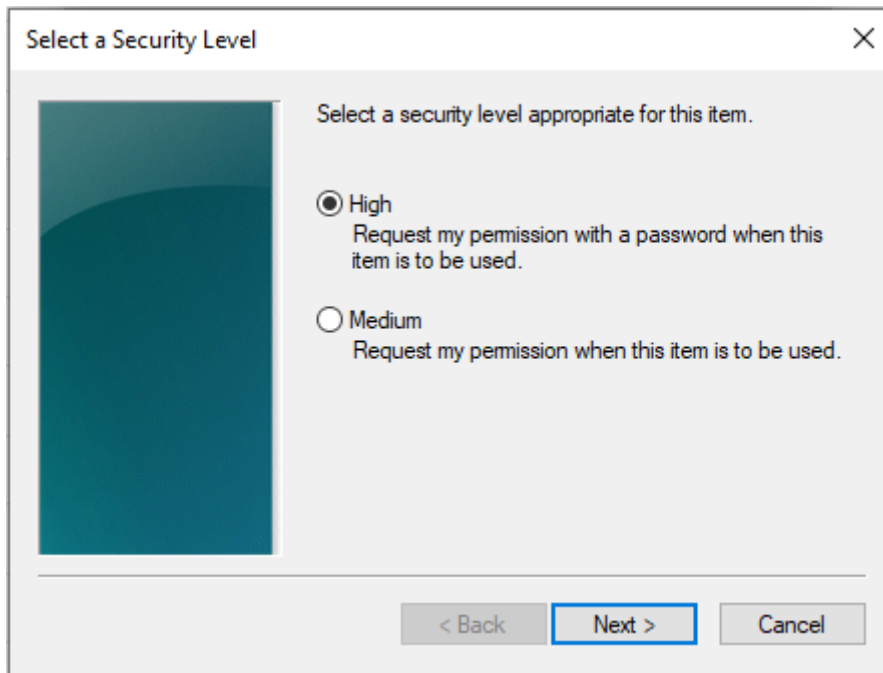 Select a Security Level
Select a security level appropriate for this item.
High
Request my permission with a password when this
item is to be used.
Medium
Request my permission when this item is to be used.
< Back
Next >
Cancel